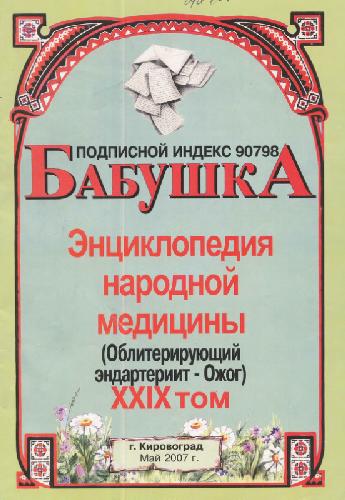 ПОДПИСНОЙ ИНДЕКС 90798
БАБУШКА
Энциклопедия
народной
медицины
(Облитерирующий
эндартериит - Ожог)
XXIX том
г. Кировоград
Май 2007 г.